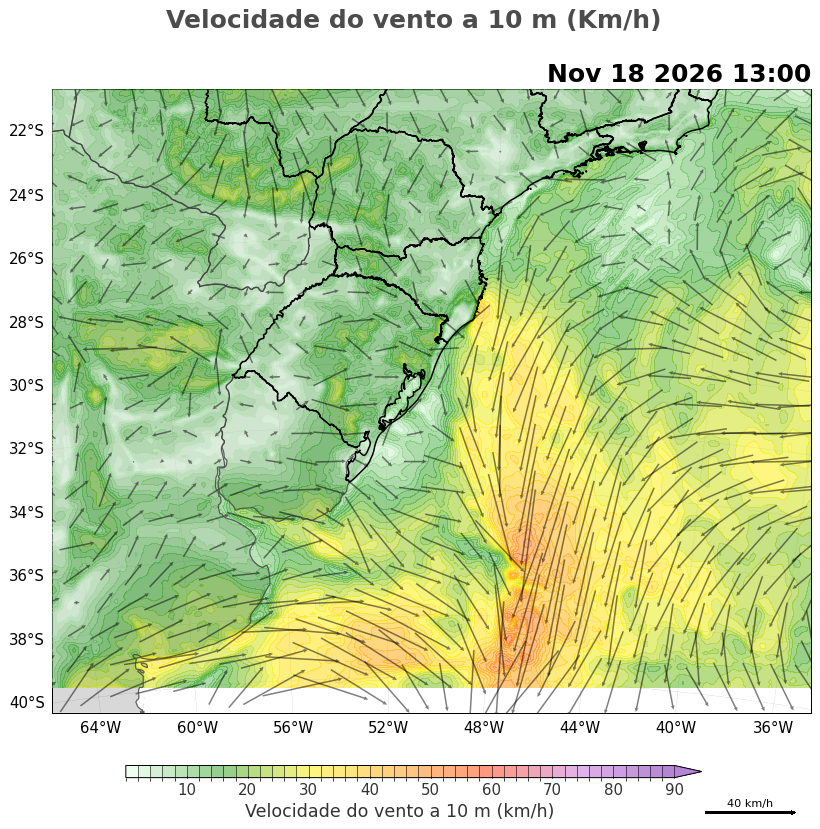 Velocidade do vento a 10 m (Km/h)
Nov 18 2026 13:00
22°S
24°S
26°S
28°S
30°S
32°S
34°S
36°S
38°S
40°S
64°W 60°W 56°W 52°W 48°W 44°W 40°W 36°W
10 20 30 40 50 60 70 80 90
Velocidade do vento a 10 m (km/h)
40 km/h